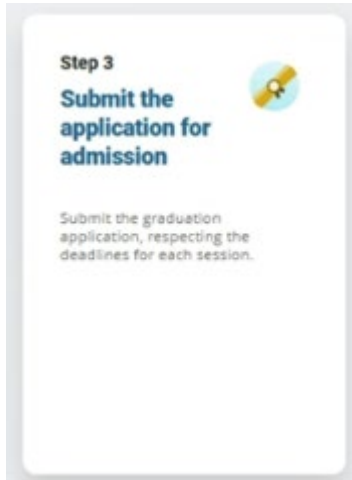 Step 3
Submit the
application for
admission
Submit the graduation
application, respecting the
deadlines for each session.